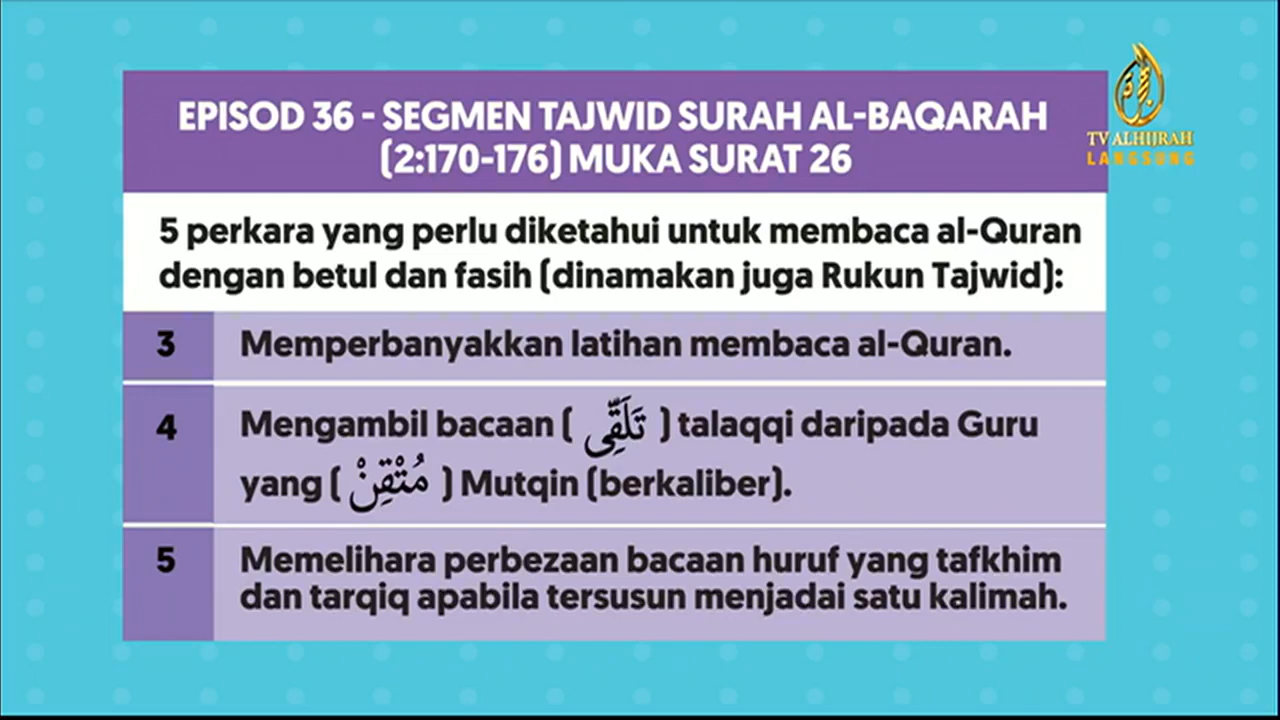 EPISOD 36 - SEGMEN TAJWID SURAH AL-BAQARAH
(2:170-176) MUKA SURAT 26
TV ALHIJRAH
LANGSUNG
5 perkara yang perlu diketahui untuk membaca al-Quran
dengan betul dan fasih (dinamakan juga Rukun Tajwid):
3 Memperbanyakkan latihan membaca al-Quran.
4 Mengambil bacaan ( تَلَقِّى ) talaqqi daripada Guru
yang ( مُتْقِنْ ) Mutqin (berkaliber).
5 Memelihara perbezaan bacaan huruf yang tafkhim
dan tarqiq apabila tersusun menjadai satu kalimah.